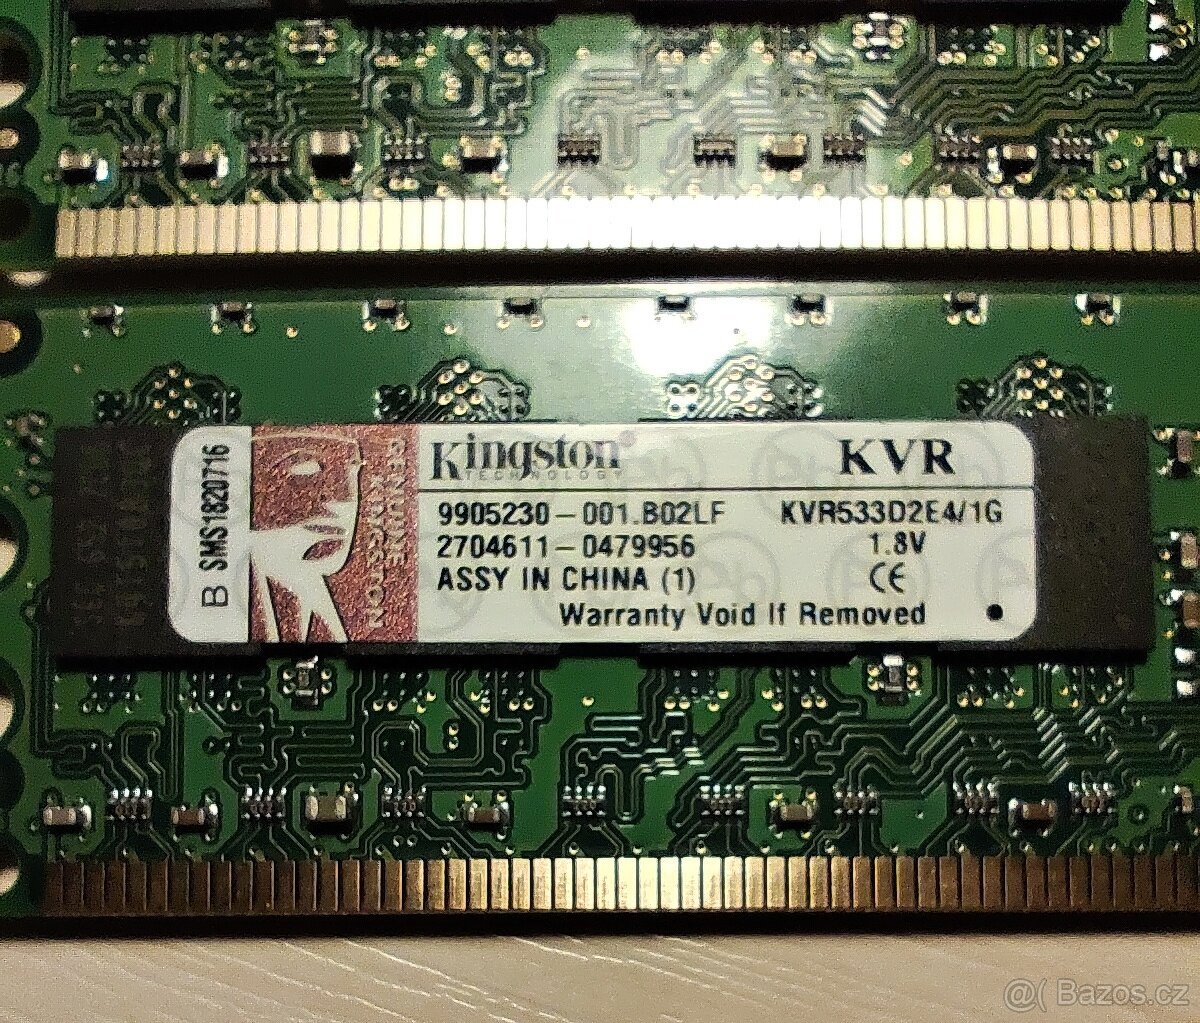 B SMS1820716
GENUINE
KINGSTON
Kingston
TECHNOLOGY
KVR
9905230-001.B02LF KVR533D2E4/1G
2704611-0479956 1.8V
ASSY IN CHINA (1) CE
Warranty Void If Removed
@( Bazos.cz